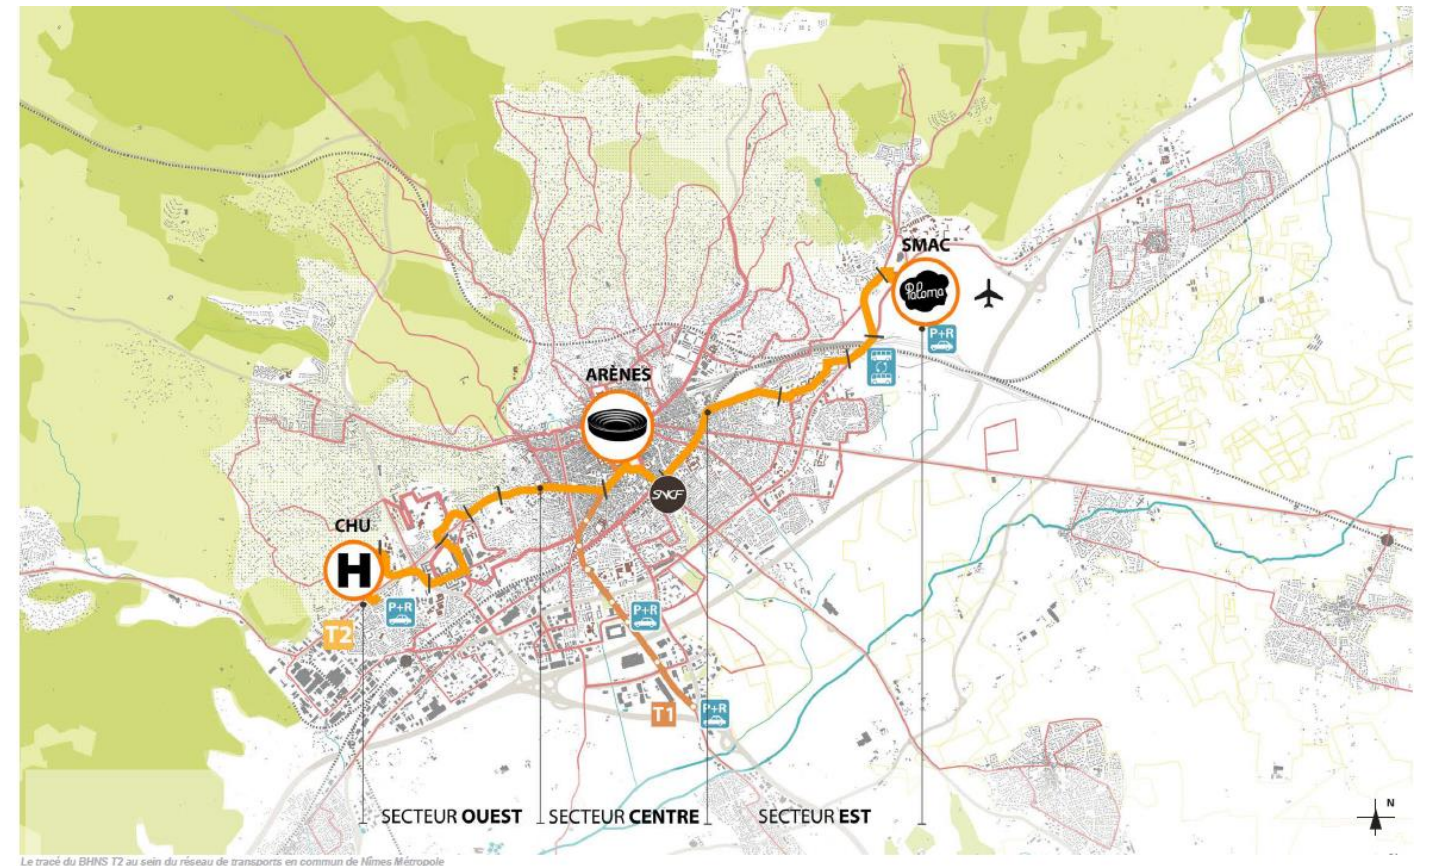 SMAC
Paloma
P+R
ARÈNES
SNCF
CHU
H
P+R
T2
P+R
T1
P+R
SECTEUR OUEST
SECTEUR CENTRE
SECTEUR EST
N
Le tracé du BHNS T2 au sein du réseau de transports en commun de Nîmes Métropole